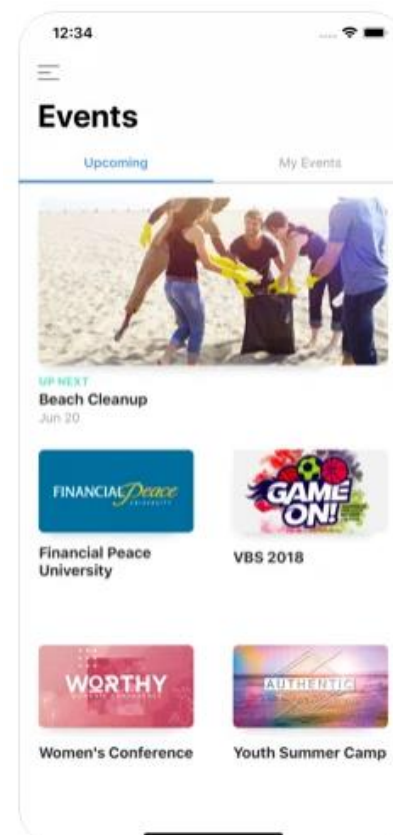 12:34
Events
Upcoming My Events
UP NEXT
Beach Cleanup
Jun 20
FINANCIAL Peace
UNIVERSITY
GAME
ON!
Financial Peace
University
VBS 2018
WORTHY
AUTHENTIC
Women's Conference
Youth Summer Camp